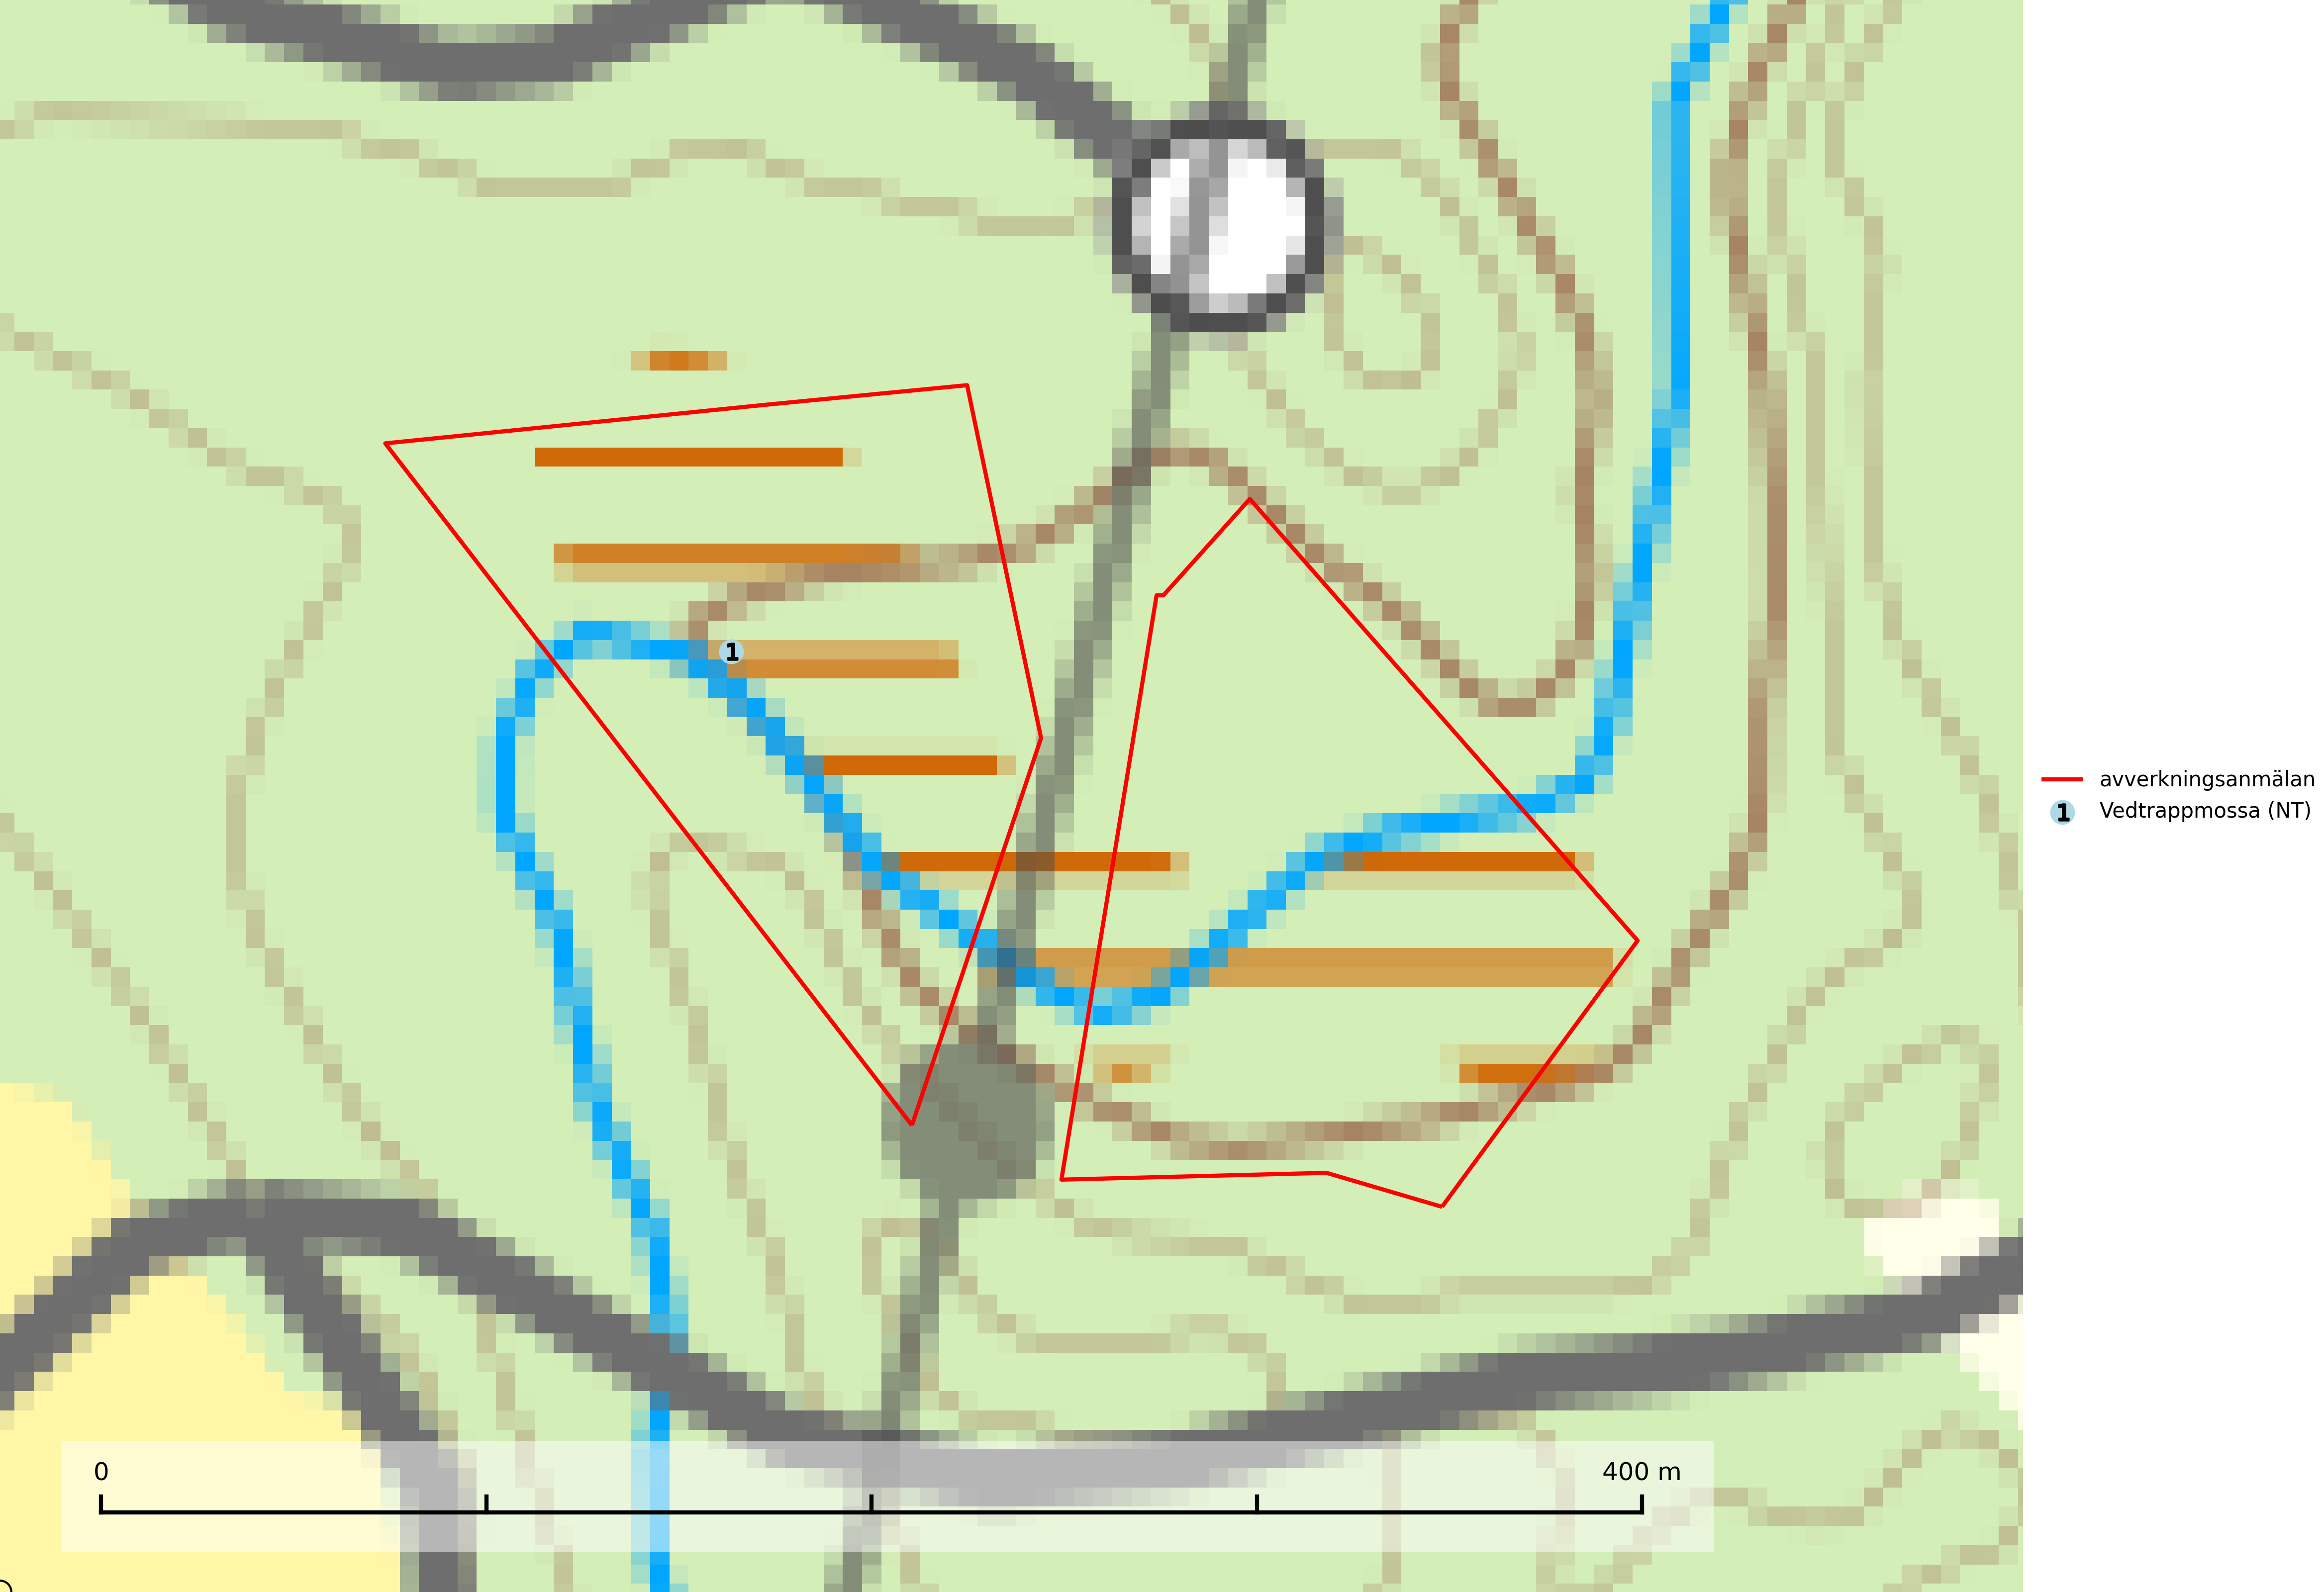 1
avverkningsanmälan
1 Vedtrappmossa (NT)
0 400 m